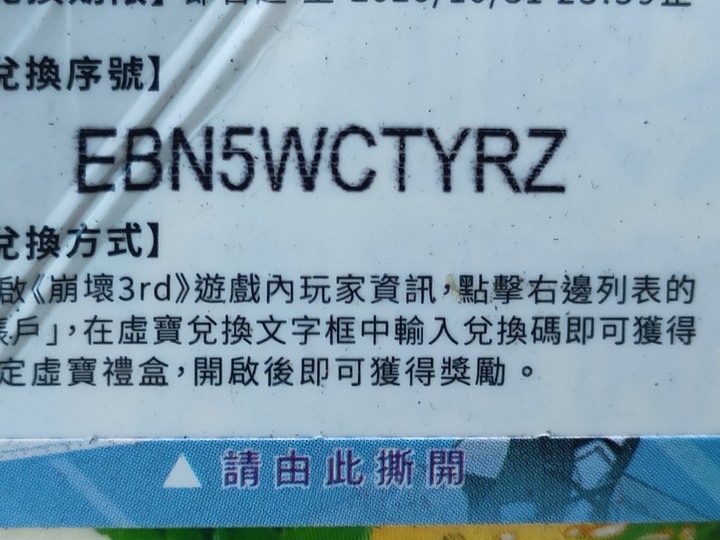 兌換序號】
EBN5WCTYRZ
兌換方式】
啟《崩壞3rd》遊戲內玩家資訊，點擊右邊列表的
帳戶」，在虛寶兌換文字框中輸入兌換碼即可獲得
定虛寶禮盒，開啟後即可獲得獎勵。
▲請由此撕開